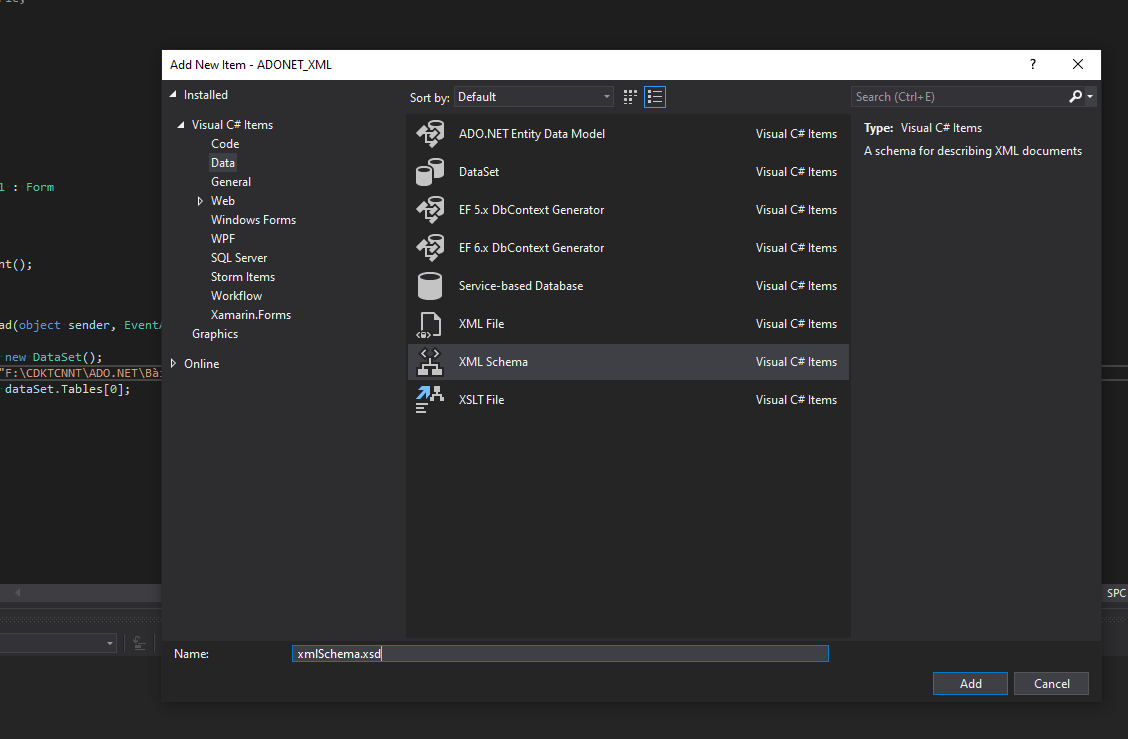 Add New Item - ADONET_XML
?
Installed
Visual C# Items
Code
Data
General
Web
Windows Forms
WPF
SQL Server
Storm Items
Workflow
Xamarin.Forms
Graphics
Online
Sort by: Default
ADO.NET Entity Data Model Visual C# Items
DataSet Visual C# Items
EF 5.x DbContext Generator Visual C# Items
EF 6.x DbContext Generator Visual C# Items
Service-based Database Visual C# Items
XML File Visual C# Items
XML Schema Visual C# Items
XSLT File Visual C# Items
Search (Ctrl+E)
Type: Visual C# Items
A schema for describing XML documents
: Form
nt();
ad(object sender, Event
new DataSet();
"F:\CDKTCNNT\ADO.NET\Bài
dataSet.Tables[0];
SPC
Name: xmlSchema.xsd
Add Cancel